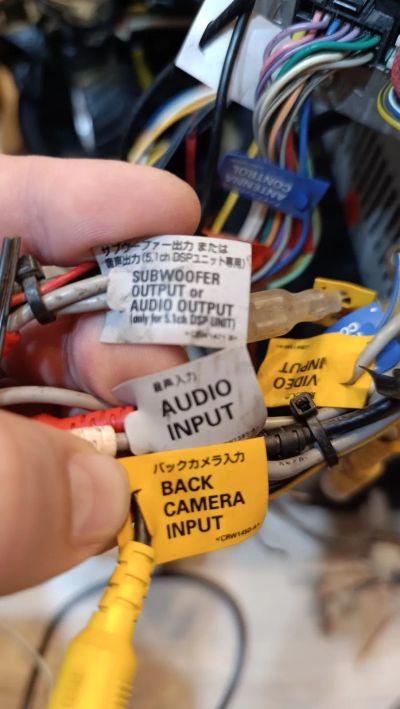 ANTENNA
CONTROL
サブウーファー出力 または
音声出力(5.1ch DSPユニット専用)
SUBWOOFER
OUTPUT or
AUDIO OUTPUT
(only for 5.1ch DSP UNIT)
VIDEO
INPUT
音声入力
AUDIO
INPUT
バックカメラ入力
BACK
CAMERA
INPUT
<CRW1450-A>